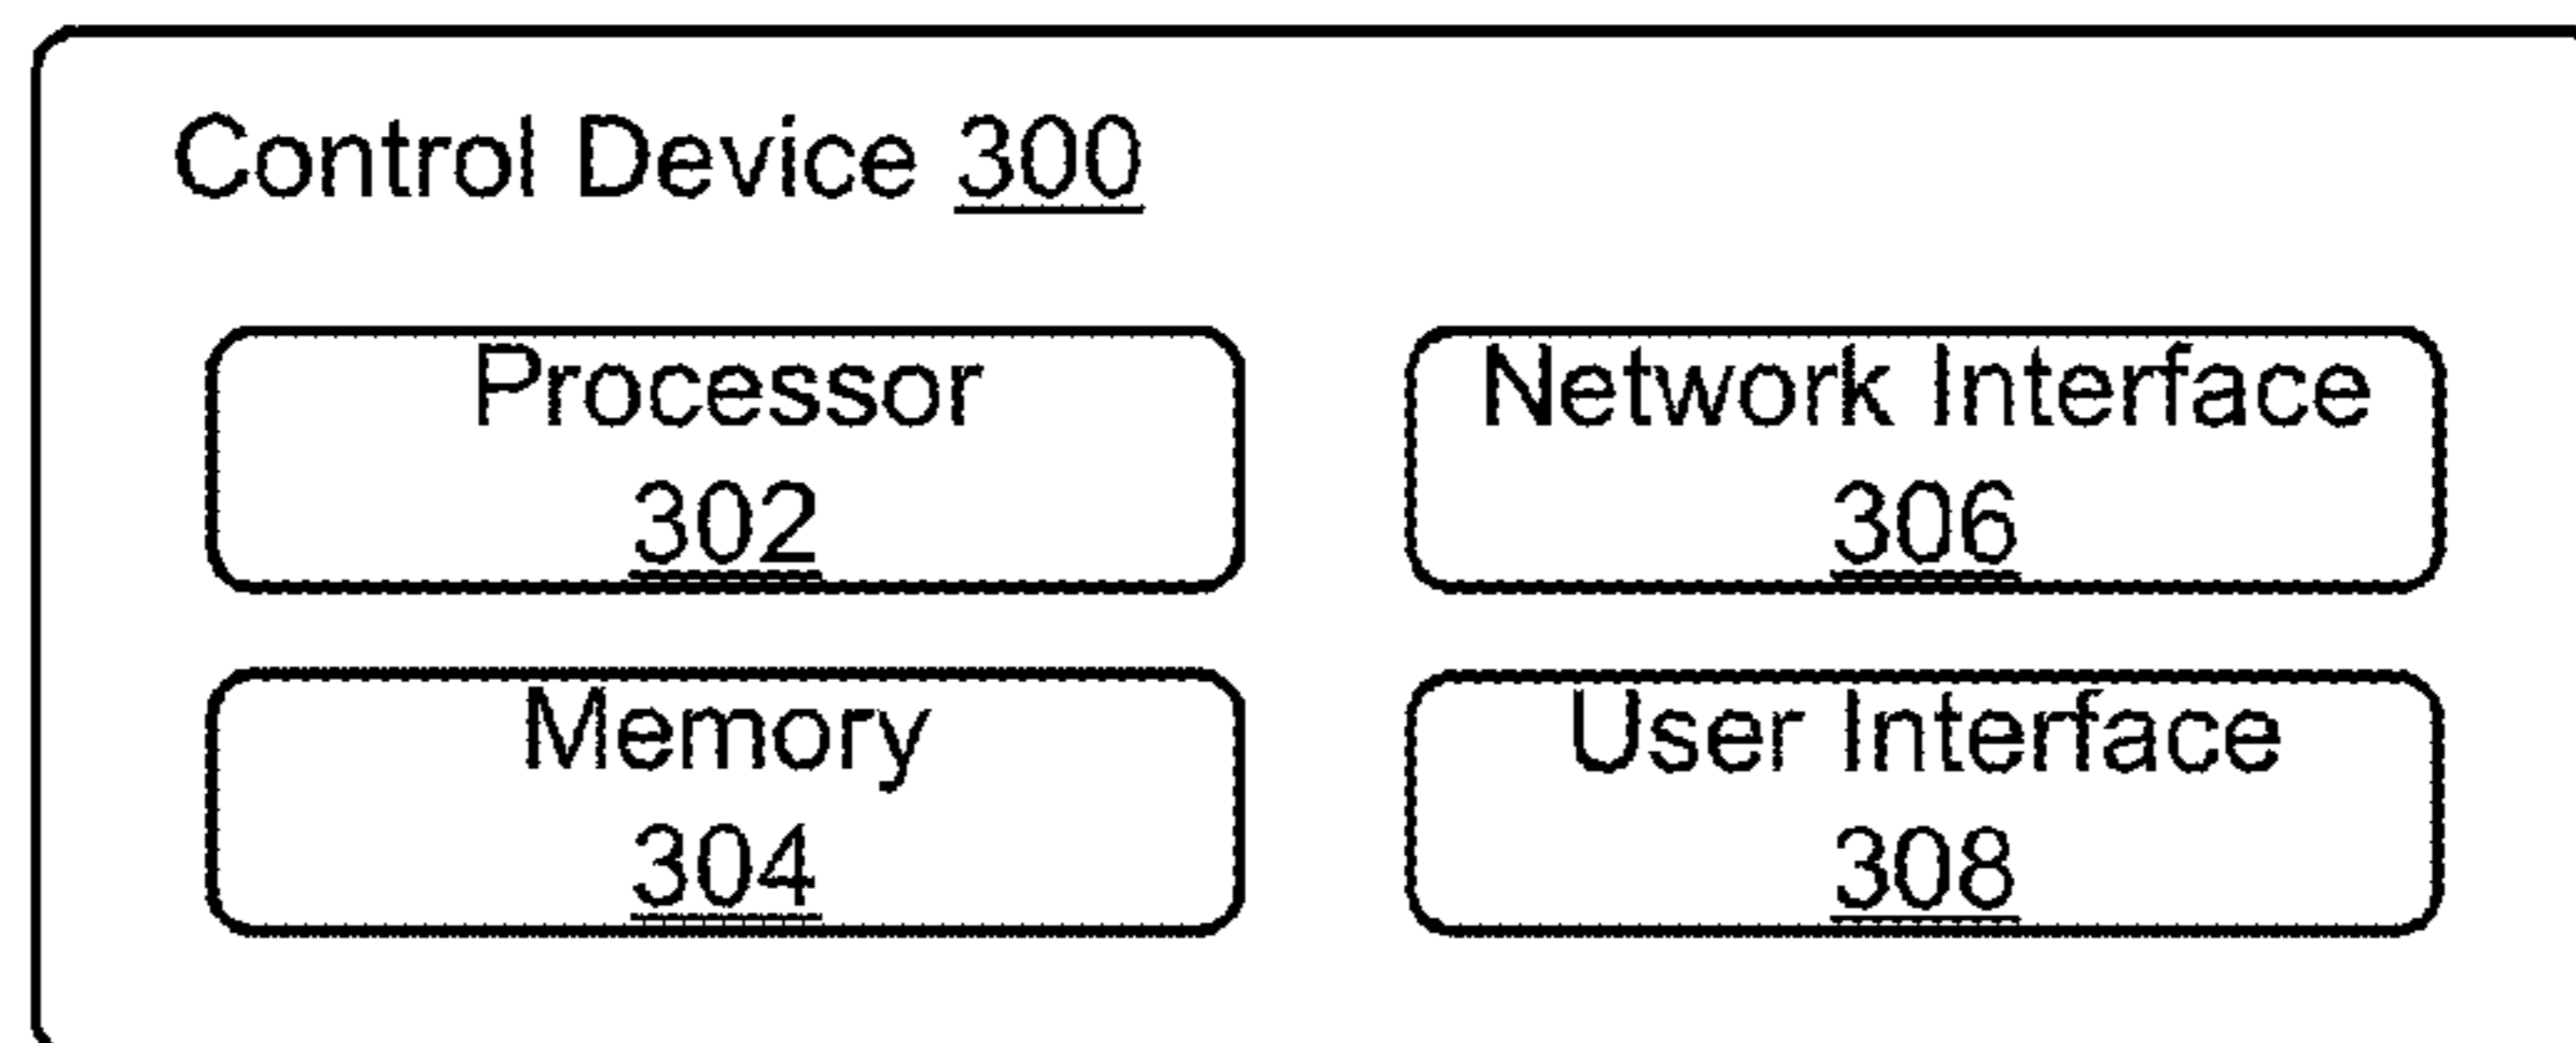 Control Device 300
Processor
302
Network Interface
306
Memory
304
User Interface
308